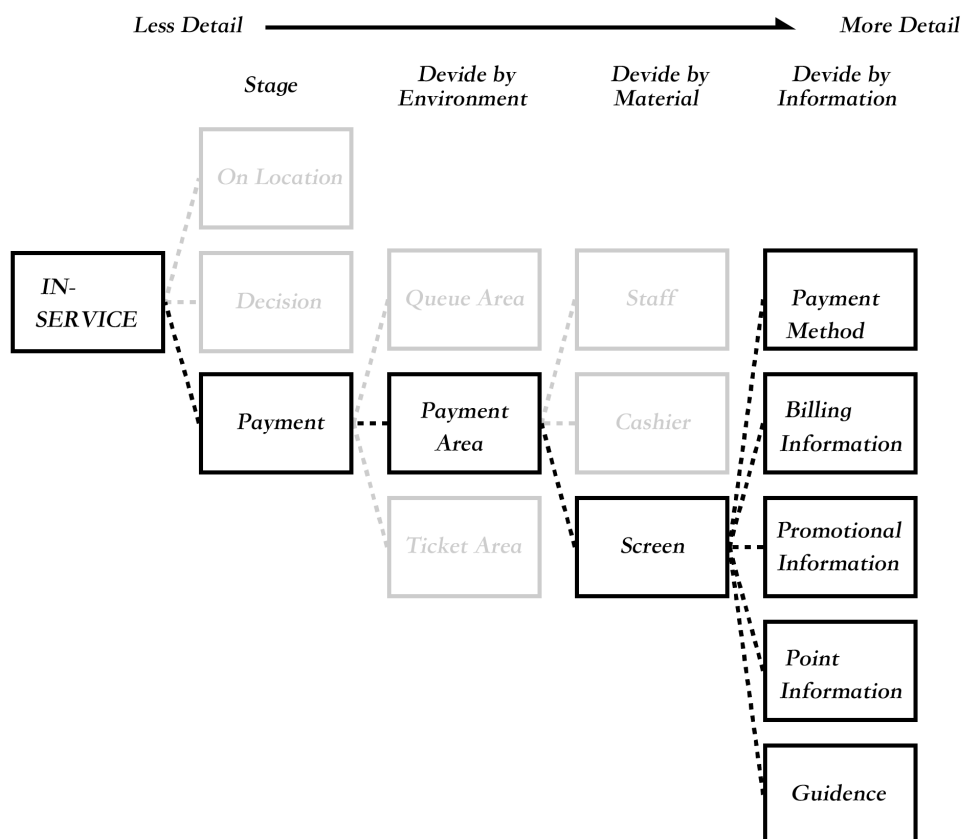 Less Detail
More Detail
Stage
Devide by
Environment
Devide by
Material
Devide by
Information
On Location
IN-
SERVICE
Decision
Queue Area
Staff
Payment
Method
Payment
Payment
Area
Cashier
Billing
Information
Ticket Area
Screen
Promotional
Information
Point
Information
Guidence